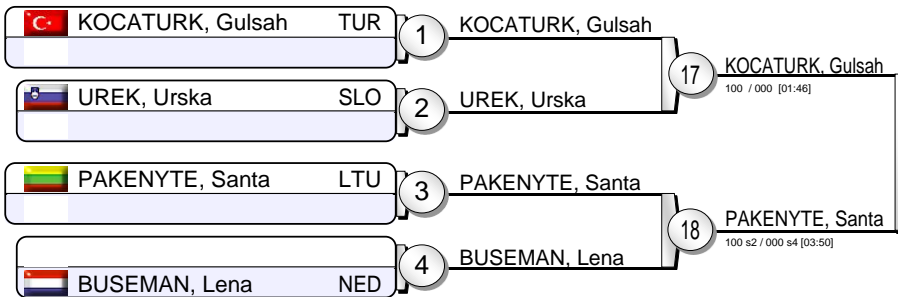 KOCATURK, Gulsah TUR
1
KOCATURK, Gulsah
17
KOCATURK, Gulsah
100 / 000 [01:46]
UREK, Urska SLO
2
UREK, Urska
PAKENYTE, Santa LTU
3
PAKENYTE, Santa
18
PAKENYTE, Santa
100 s2 / 000 s4 [03:50]
BUSEMAN, Lena NED
4
BUSEMAN, Lena